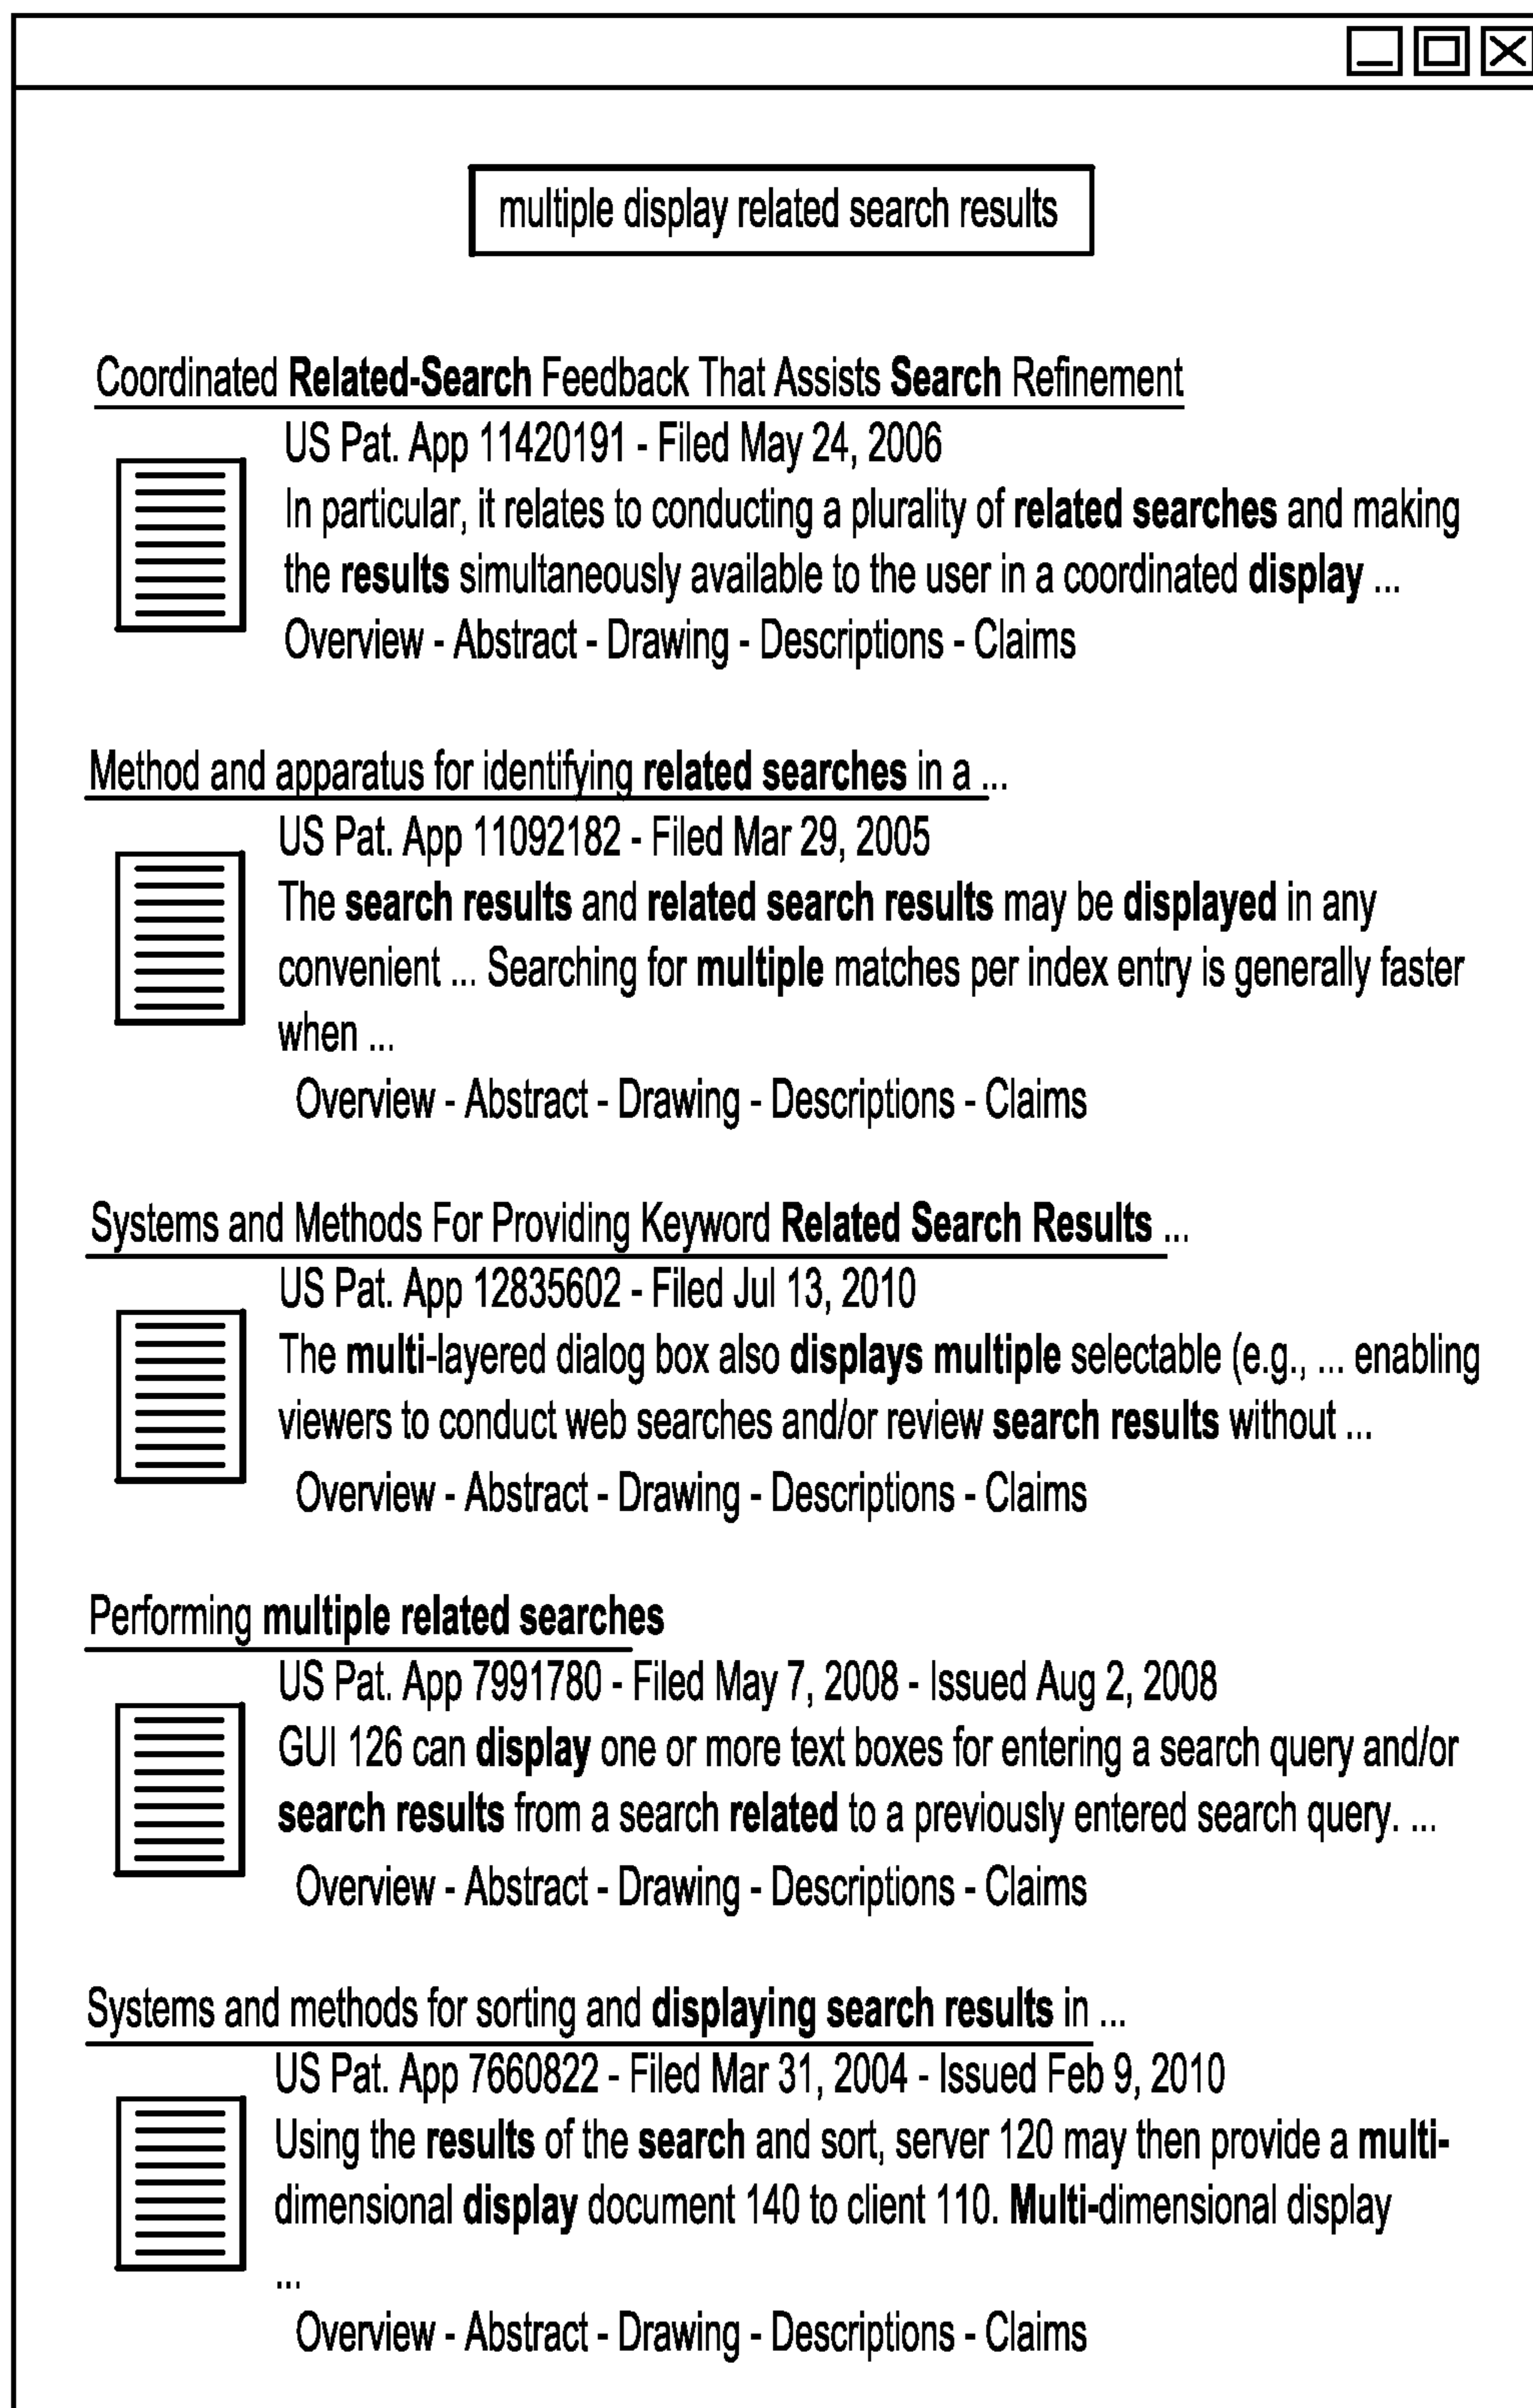 multiple display related search results
Coordinated Related-Search Feedback That Assists Search Refinement
US Pat. App 11420191 - Filed May 24, 2006
In particular, it relates to conducting a plurality of related searches and making
the results simultaneously available to the user in a coordinated display ...
Overview - Abstract - Drawing - Descriptions - Claims
Method and apparatus for identifying related searches in a ...
US Pat. App 11092182 - Filed Mar 29, 2005
The search results and related search results may be displayed in any
convenient ... Searching for multiple matches per index entry is generally faster
when ...
Overview - Abstract - Drawing - Descriptions - Claims
Systems and Methods For Providing Keyword Related Search Results ...
US Pat. App 12835602 - Filed Jul 13, 2010
The multi-layered dialog box also displays multiple selectable (e.g., ... enabling
viewers to conduct web searches and/or review search results without ...
Overview - Abstract - Drawing - Descriptions - Claims
Performing multiple related searches
US Pat. App 7991780 - Filed May 7, 2008 - Issued Aug 2, 2008
GUI 126 can display one or more text boxes for entering a search query and/or
search results from a search related to a previously entered search query. ...
Overview - Abstract - Drawing - Descriptions - Claims
Systems and methods for sorting and displaying search results in ...
US Pat. App 7660822 - Filed Mar 31, 2004 - Issued Feb 9, 2010
Using the results of the search and sort, server 120 may then provide a multi-
dimensional display document 140 to client 110. Multi-dimensional display
...
Overview - Abstract - Drawing - Descriptions - Claims